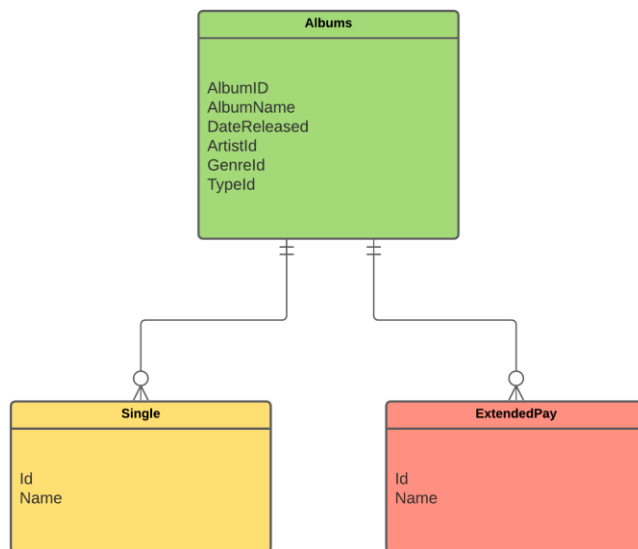 Albums
AlbumID
AlbumName
DateReleased
ArtistId
GenreId
TypeId
Single
Id
Name
ExtendedPay
Id
Name